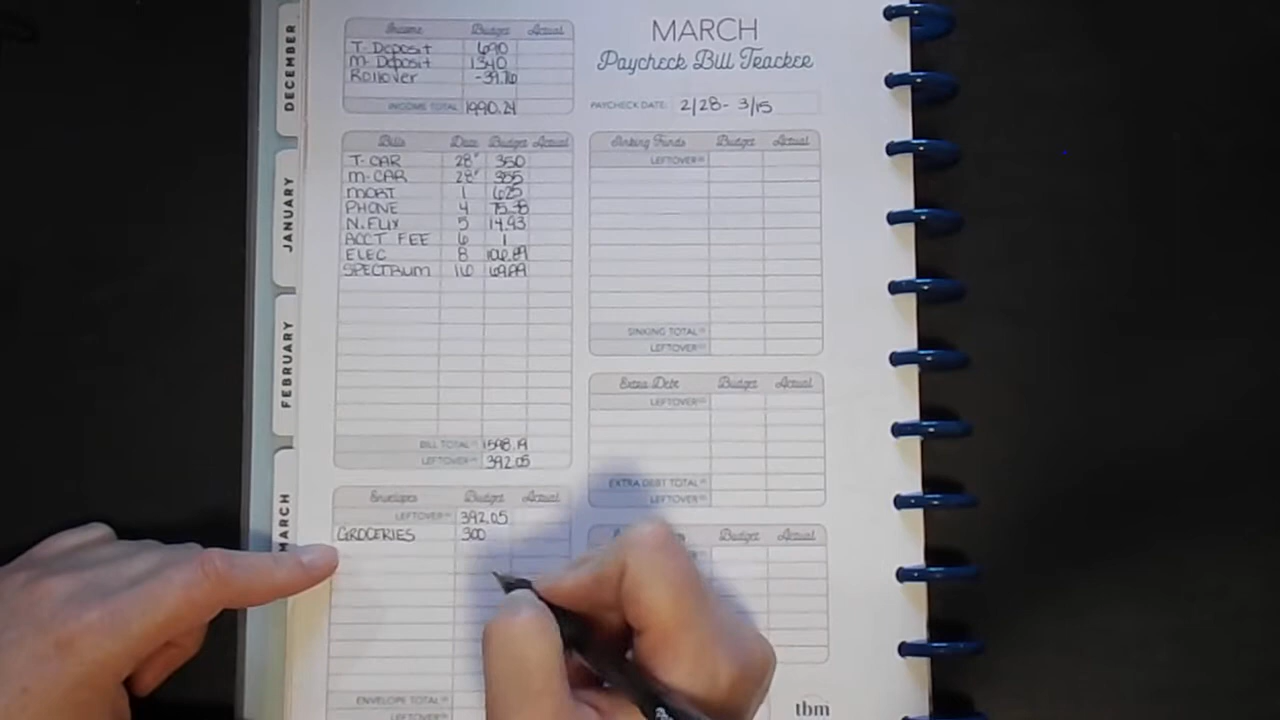 DECEMBER
JANUARY
FEBRUARY
MARCH
Income Budget Actual
T-Deposit 690
M-Deposit 1340
Rollover -39.76
INCOME TOTAL 1990.24
MARCH
Paycheck Bill Tracker
PAYCHECK DATE: 2/28 - 3/15
Bills Date Budget Actual
T-CAR 28 350
M-CAR 28 355
MORT 1 625
PHONE 4 75.38
N.FLIX 5 14.93
ACCT FEE 6 1
ELEC 8 106.89
SPECTRUM 16 69.99
BILL TOTAL 1598.19
LEFTOVER 392.05
Envelopes Budget Actual
LEFTOVER 392.05
GROCERIES 300
ENVELOPE TOTAL
LEFTOVER
Sinking Funds Budget Actual
LEFTOVER
SINKING TOTAL
LEFTOVER
Extra Debt Budget Actual
LEFTOVER
EXTRA DEBT TOTAL
LEFTOVER
Budget Actual
tbm